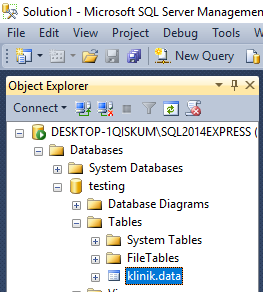 Solution1 - Microsoft SQL Server Managemen
File Edit View Project Debug Too
New Query
Object Explorer
Connect
DESKTOP-1QISKUM\SQL2014EXPRESS (
Databases
System Databases
testing
Database Diagrams
Tables
System Tables
FileTables
klinik.data